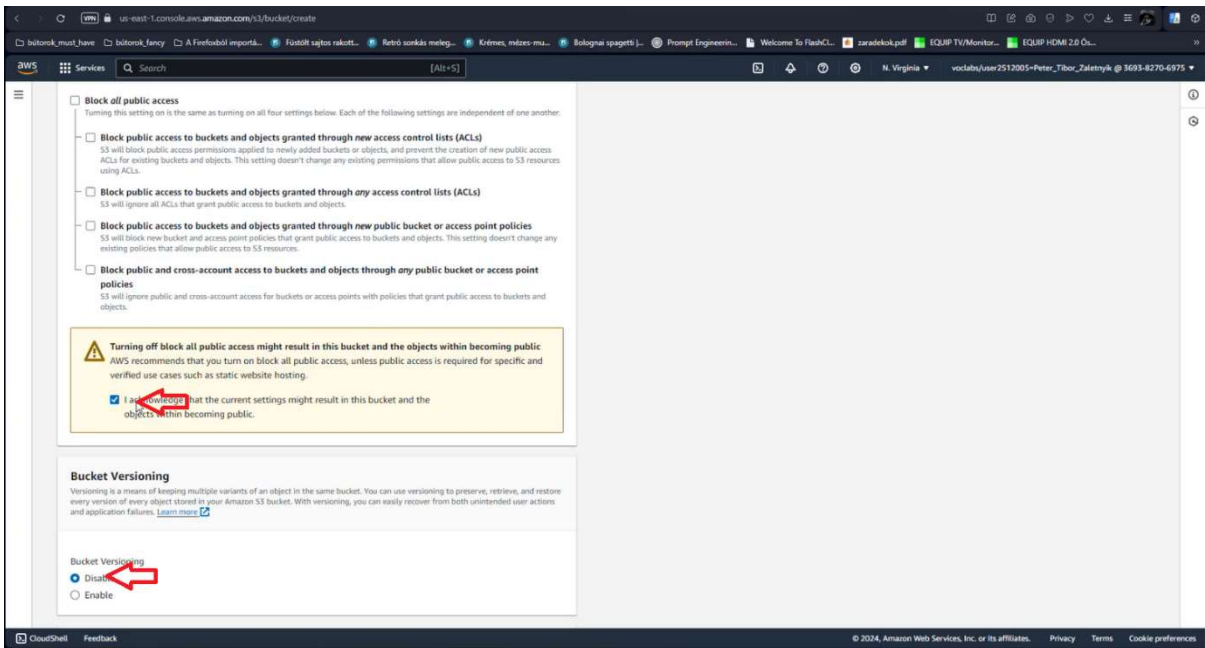 VPN us-east-1.console.aws.amazon.com/s3/bucket/create
bútorok_must_have bútorok_fancy A Firefoxból importá... Füstölt sajtos rakott... Retró sonkás meleg... Krémes, mézes-mu... Bolognai spagetti |... Prompt Engineerin... Welcome To FlashCl... zaradekok.pdf EQUIP TV/Monitor... EQUIP HDMI 2.0 Ös... »
aws Services Search [Alt+S] N. Virginia voclabs/user2512005=Peter_Tibor_Zaletnyik @ 3693-8270-6975
Block all public access
Turning this setting on is the same as turning on all four settings below. Each of the following settings are independent of one another.
Block public access to buckets and objects granted through new access control lists (ACLs)
S3 will block public access permissions applied to newly added buckets or objects, and prevent the creation of new public access
ACLs for existing buckets and objects. This setting doesn't change any existing permissions that allow public access to S3 resources
using ACLs.
Block public access to buckets and objects granted through any access control lists (ACLs)
S3 will ignore all ACLs that grant public access to buckets and objects.
Block public access to buckets and objects granted through new public bucket or access point policies
S3 will block new bucket and access point policies that grant public access to buckets and objects. This setting doesn't change any
existing policies that allow public access to S3 resources.
Block public and cross-account access to buckets and objects through any public bucket or access point
policies
S3 will ignore public and cross-account access for buckets or access points with policies that grant public access to buckets and
objects.
Turning off block all public access might result in this bucket and the objects within becoming public
AWS recommends that you turn on block all public access, unless public access is required for specific and
verified use cases such as static website hosting.
I acknowledge that the current settings might result in this bucket and the
objects within becoming public.
Bucket Versioning
Versioning is a means of keeping multiple variants of an object in the same bucket. You can use versioning to preserve, retrieve, and restore
every version of every object stored in your Amazon S3 bucket. With versioning, you can easily recover from both unintended user actions
and application failures. Learn more
Bucket Versioning
Disab
Enable
CloudShell Feedback © 2024, Amazon Web Services, Inc. or its affiliates. Privacy Terms Cookie preferences